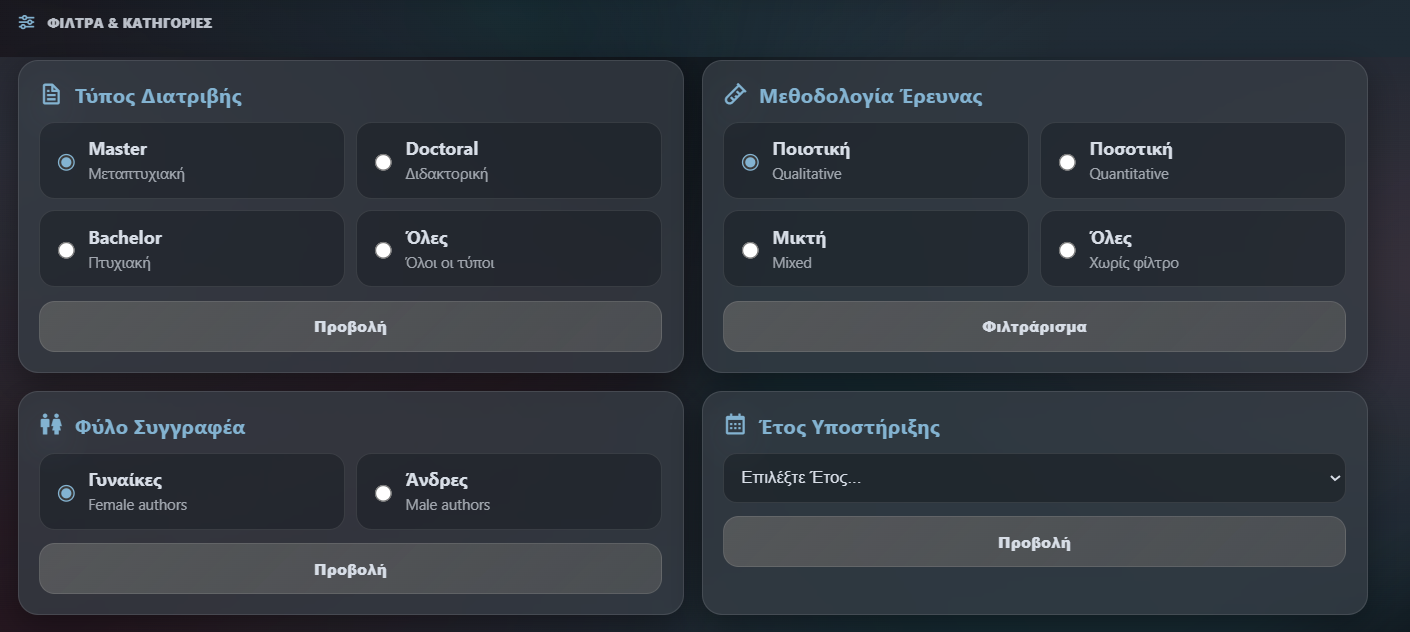 ΦΙΛΤΡΑ & ΚΑΤΗΓΟΡΙΕΣ
Τύπος Διατριβής
Master
Μεταπτυχιακή
Doctoral
Διδακτορική
Bachelor
Πτυχιακή
Όλες
Όλοι οι τύποι
Προβολή
Μεθοδολογία Έρευνας
Ποιοτική
Qualitative
Ποσοτική
Quantitative
Μικτή
Mixed
Όλες
Χωρίς φίλτρο
Φιλτράρισμα
Φύλο Συγγραφέα
Γυναίκες
Female authors
Άνδρες
Male authors
Προβολή
Έτος Υποστήριξης
Επιλέξτε Έτος...
Προβολή